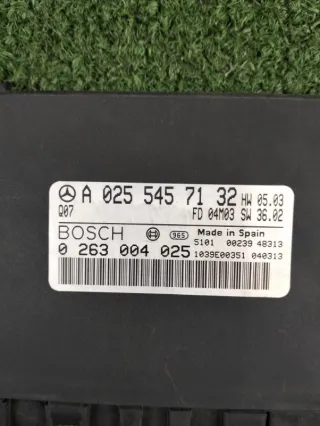 A 025 545 71 32 HW 05.03
Q07 FD 04M03 SW 36.02
BOSCH 965 Made in Spain
S101 00239 48313
0 263 004 025 1039E00351 040313